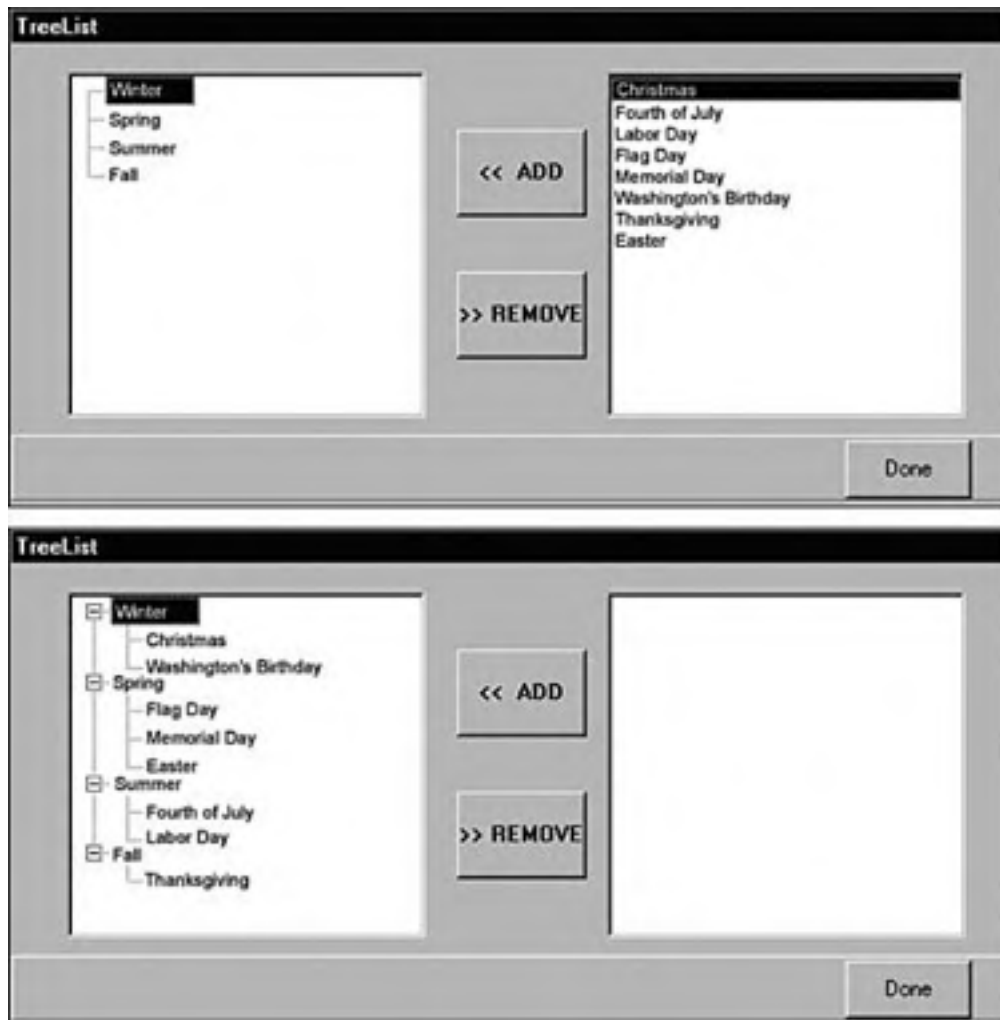 TreeList
Winter
Spring
Summer
Fall
<< ADD
>> REMOVE
Christmas
Fourth of July
Labor Day
Flag Day
Memorial Day
Washington's Birthday
Thanksgiving
Easter
Done
TreeList
Winter
Christmas
Washington's Birthday
Spring
Flag Day
Memorial Day
Easter
Summer
Fourth of July
Labor Day
Fall
Thanksgiving
<< ADD
>> REMOVE
Done